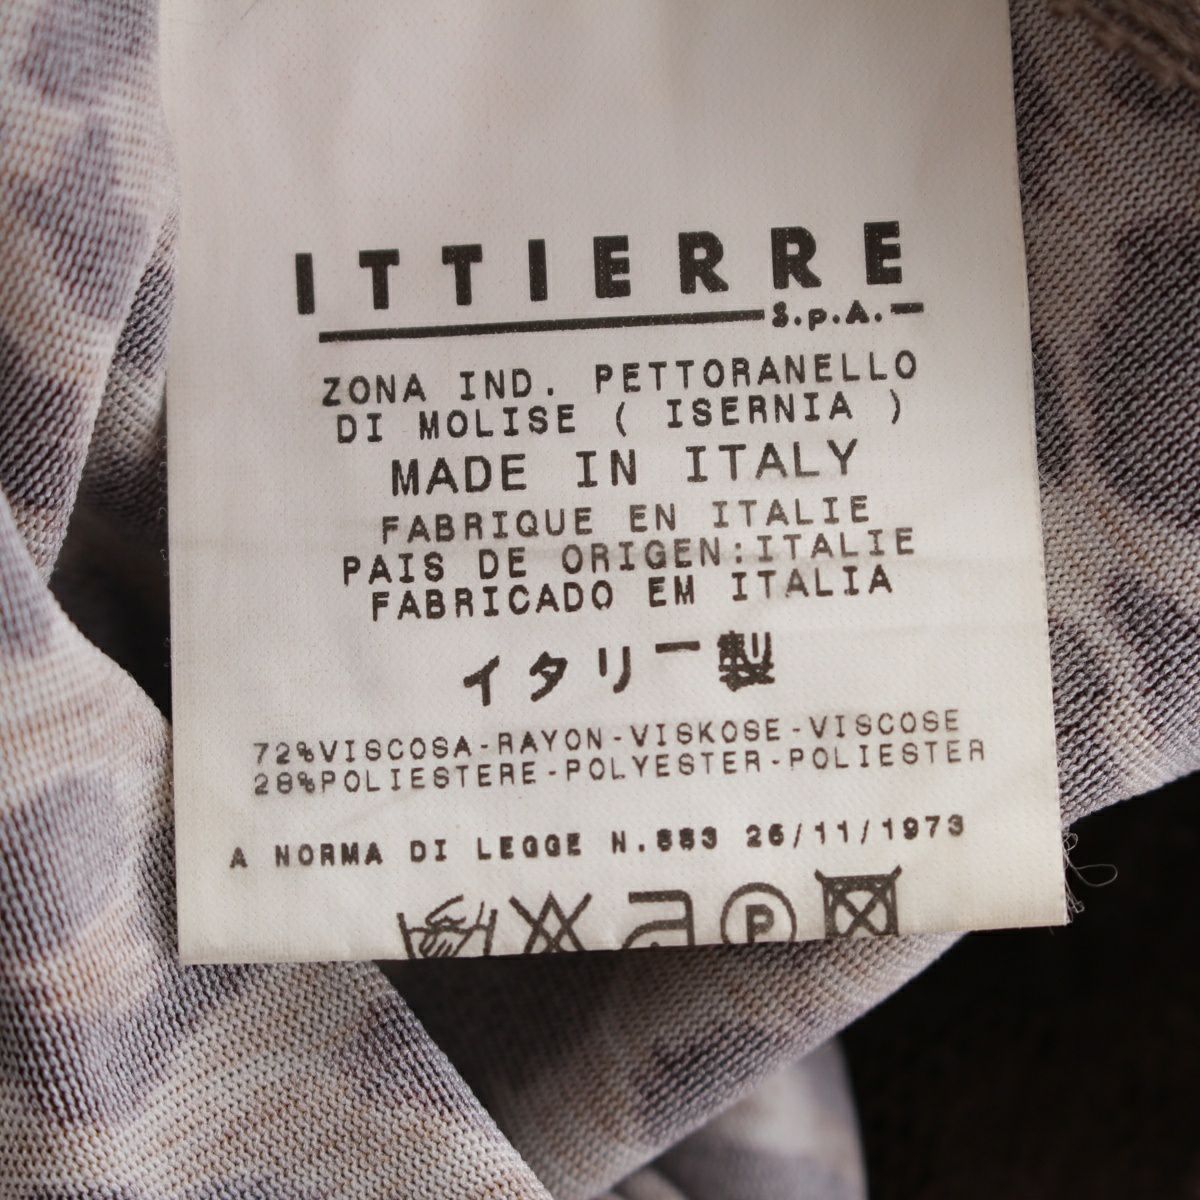 ITTIERRE
S.p.A.
ZONA IND. PETTORANELLO
DI MOLISE ( ISERNIA )
MADE IN ITALY
FABRIQUE EN ITALIE
PAIS DE ORIGEN:ITALIE
FABRICADO EM ITALIA
イタリー製
72%VISCOSA-RAYON-VISKOSE-VISCOSE
28%POLIESTERE-POLYESTER-POLIESTER
A NORMA DI LEGGE N.883 26/11/1973
P